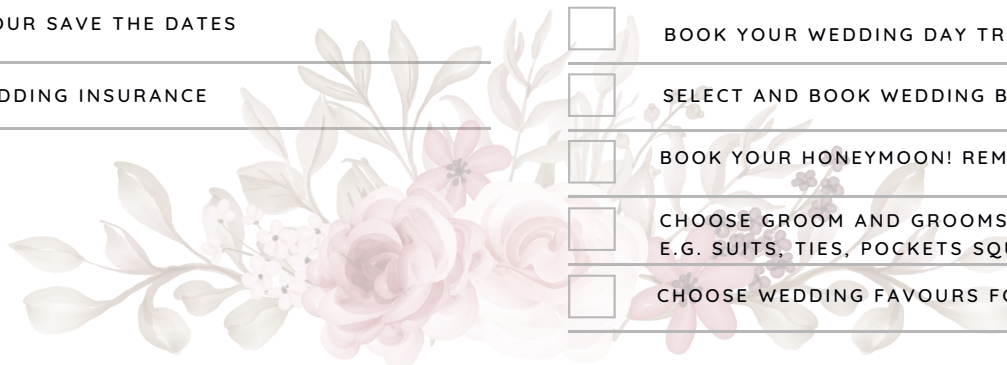 OUR SAVE THE DATES
DDING INSURANCE
BOOK YOUR WEDDING DAY TR
SELECT AND BOOK WEDDING B
BOOK YOUR HONEYMOON! REM
CHOOSE GROOM AND GROOMS
E.G. SUITS, TIES, POCKETS SQU
CHOOSE WEDDING FAVOURS FO